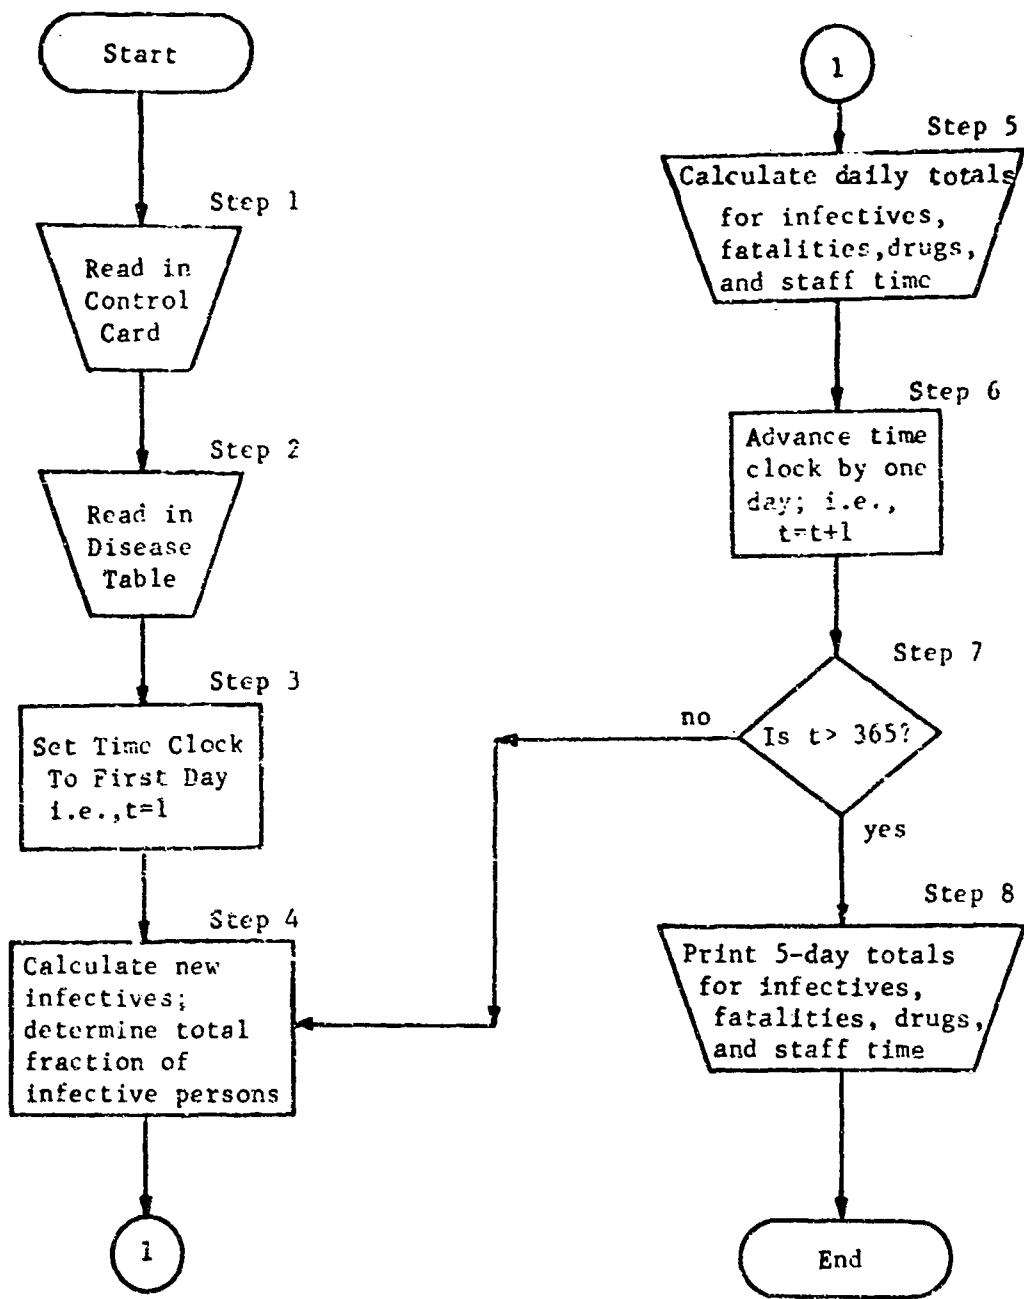 Start
Step 1
Read in
Control
Card
Step 2
Read in
Disease
Table
Step 3
Set Time Clock
To First Day
i.e.,t=1
Step 4
Calculate new
infectives;
determine total
fraction of
infective persons
1
1
Step 5
Calculate daily totals
for infectives,
fatalities,drugs,
and staff time
Step 6
Advance time
clock by one
day; i.e.,
t=t+1
Step 7
Is t> 365?
no
yes
Step 8
Print 5-day totals
for infectives,
fatalities, drugs,
and staff time
End